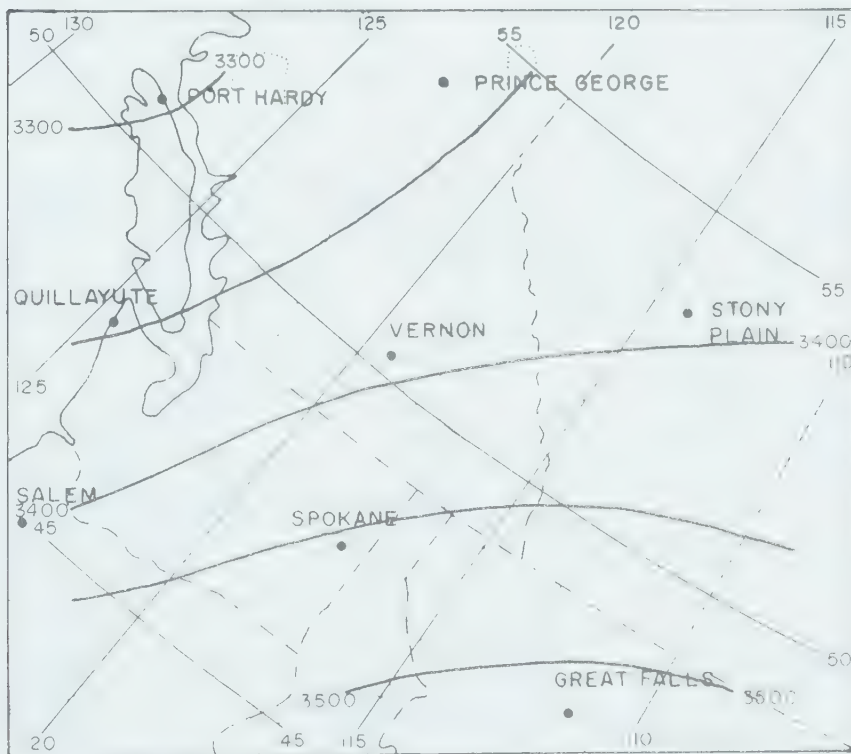 130
125
120
115
50
55
3300
PRINCE GEORGE
PORT HARDY
3300
55
QUILLAYUTE
STONY
PLAIN
VERNON
3400
110
125
SALEM
3400
45
SPOKANE
50
GREAT FALLS
3500
20
45
115
110